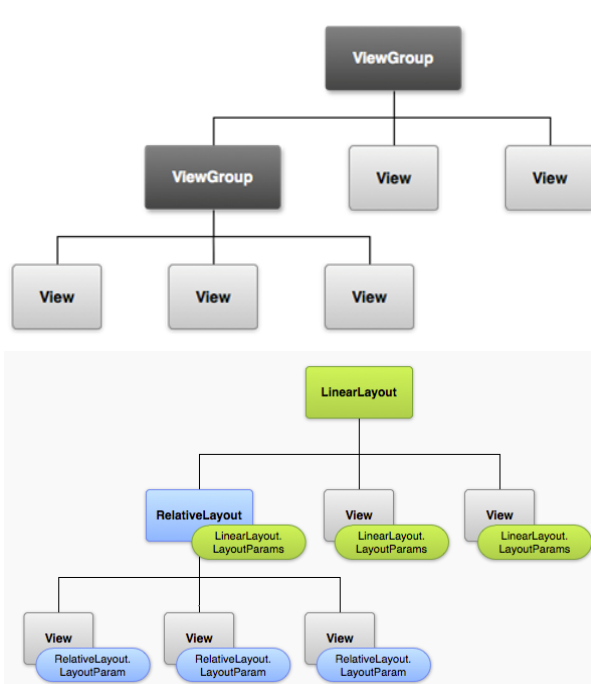 ViewGroup
ViewGroup
View
View
View
View
View
LinearLayout
RelativeLayout
LinearLayout.
LayoutParams
View
LinearLayout.
LayoutParams
View
LinearLayout.
LayoutParams
View
RelativeLayout.
LayoutParam
View
RelativeLayout.
LayoutParam
View
RelativeLayout.
LayoutParam